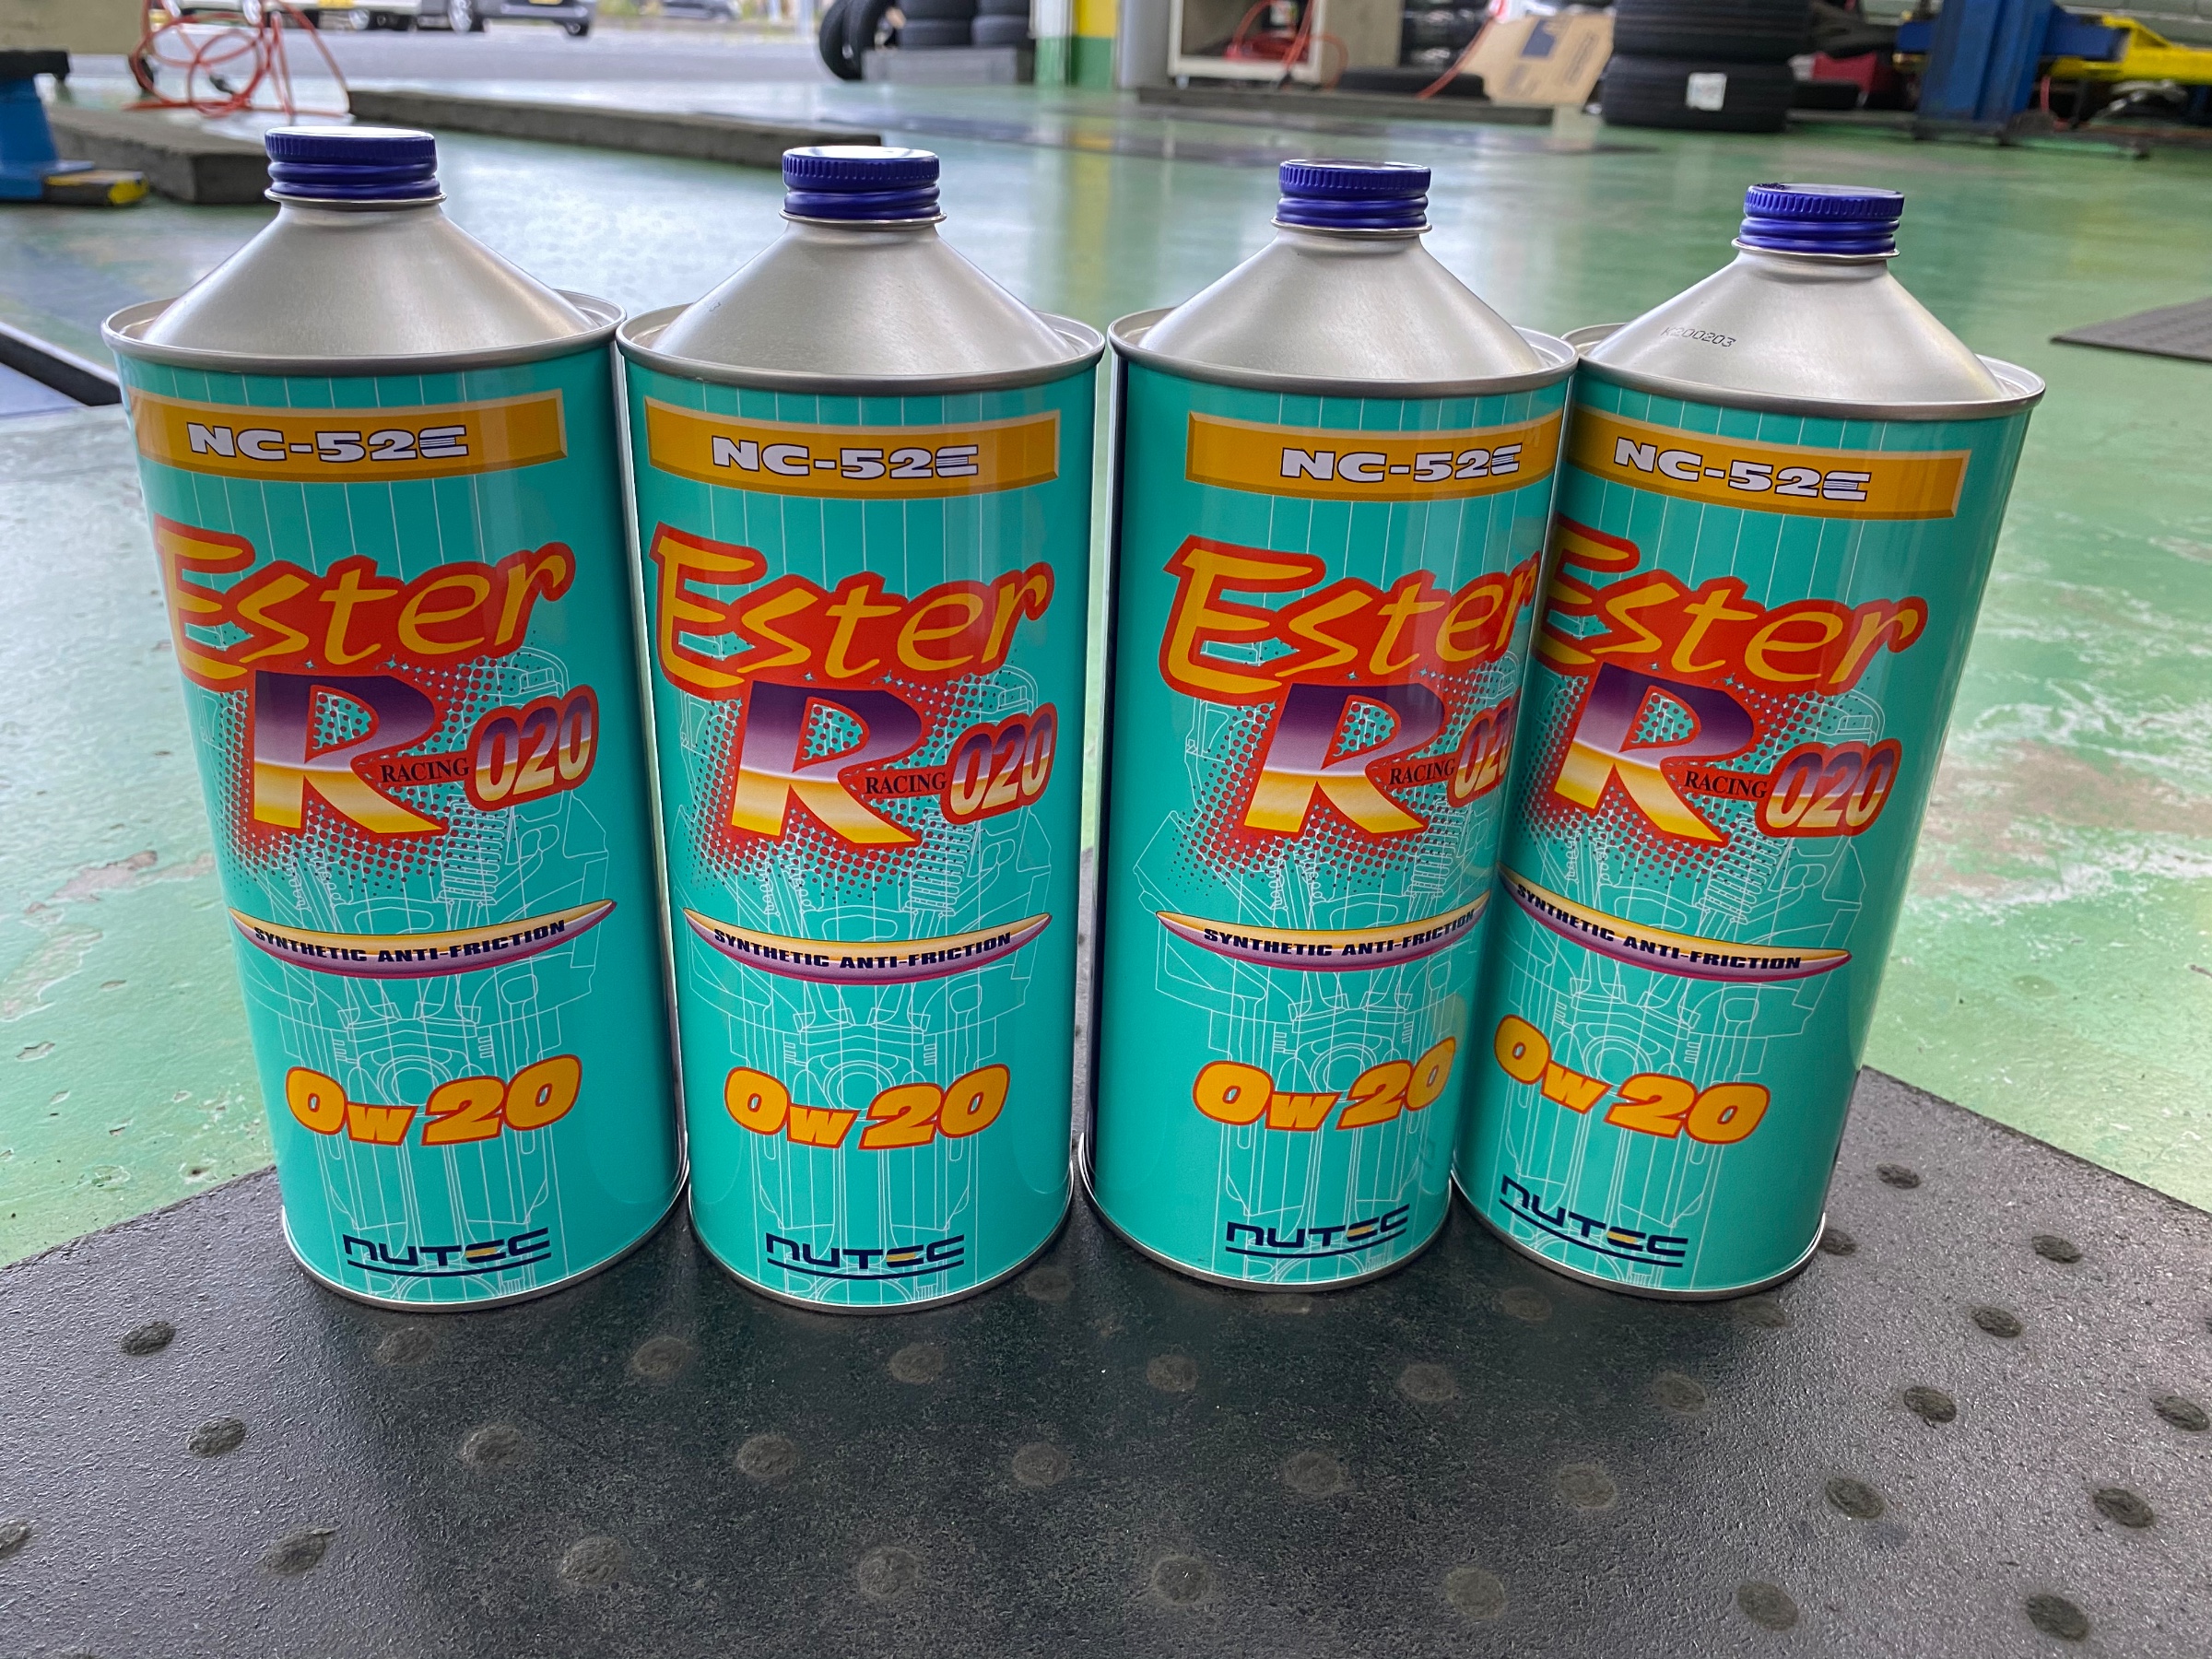 NC-52E
Ester
R RACING 020
SYNTHETIC ANTI-FRICTION
0w20
NUTEC
NC-52E
Ester
R RACING 020
SYNTHETIC ANTI-FRICTION
0w20
NUTEC
NC-52E
Ester
R RACING 020
SYNTHETIC ANTI-FRICTION
0w20
NUTEC
K200203
NC-52E
Ester
R RACING 020
SYNTHETIC ANTI-FRICTION
0w20
NUTEC